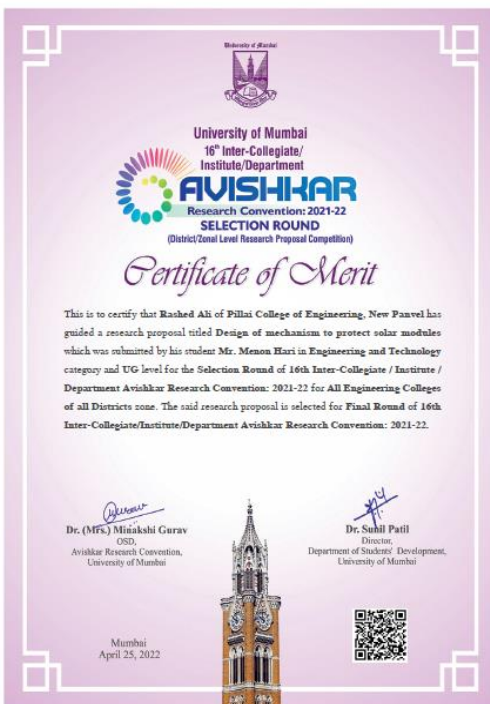 University of Mumbai
University of Mumbai
16th Inter-Collegiate/
Institute/Department
AVISHKAR
Research Convention: 2021-22
SELECTION ROUND
(District/Zonal Level Research Proposal Competition)
Certificate of Merit
This is to certify that Rashed Ali of Pillai College of Engineering, New Panvel has
guided a research proposal titled Design of mechanism to protect solar modules
which was submitted by his student Mr. Menon Hari in Engineering and Technology
category and UG level for the Selection Round of 16th Inter-Collegiate / Institute /
Department Avishkar Research Convention: 2021-22 for All Engineering Colleges
of all Districts zone. The said research proposal is selected for Final Round of 16th
Inter-Collegiate/Institute/Department Avishkar Research Convention: 2021-22.
Dr. (Mrs.) Minakshi Gurav
OSD,
Avishkar Research Convention,
University of Mumbai
Dr. Sunil Patil
Director,
Department of Students' Development,
University of Mumbai
Mumbai
April 25, 2022